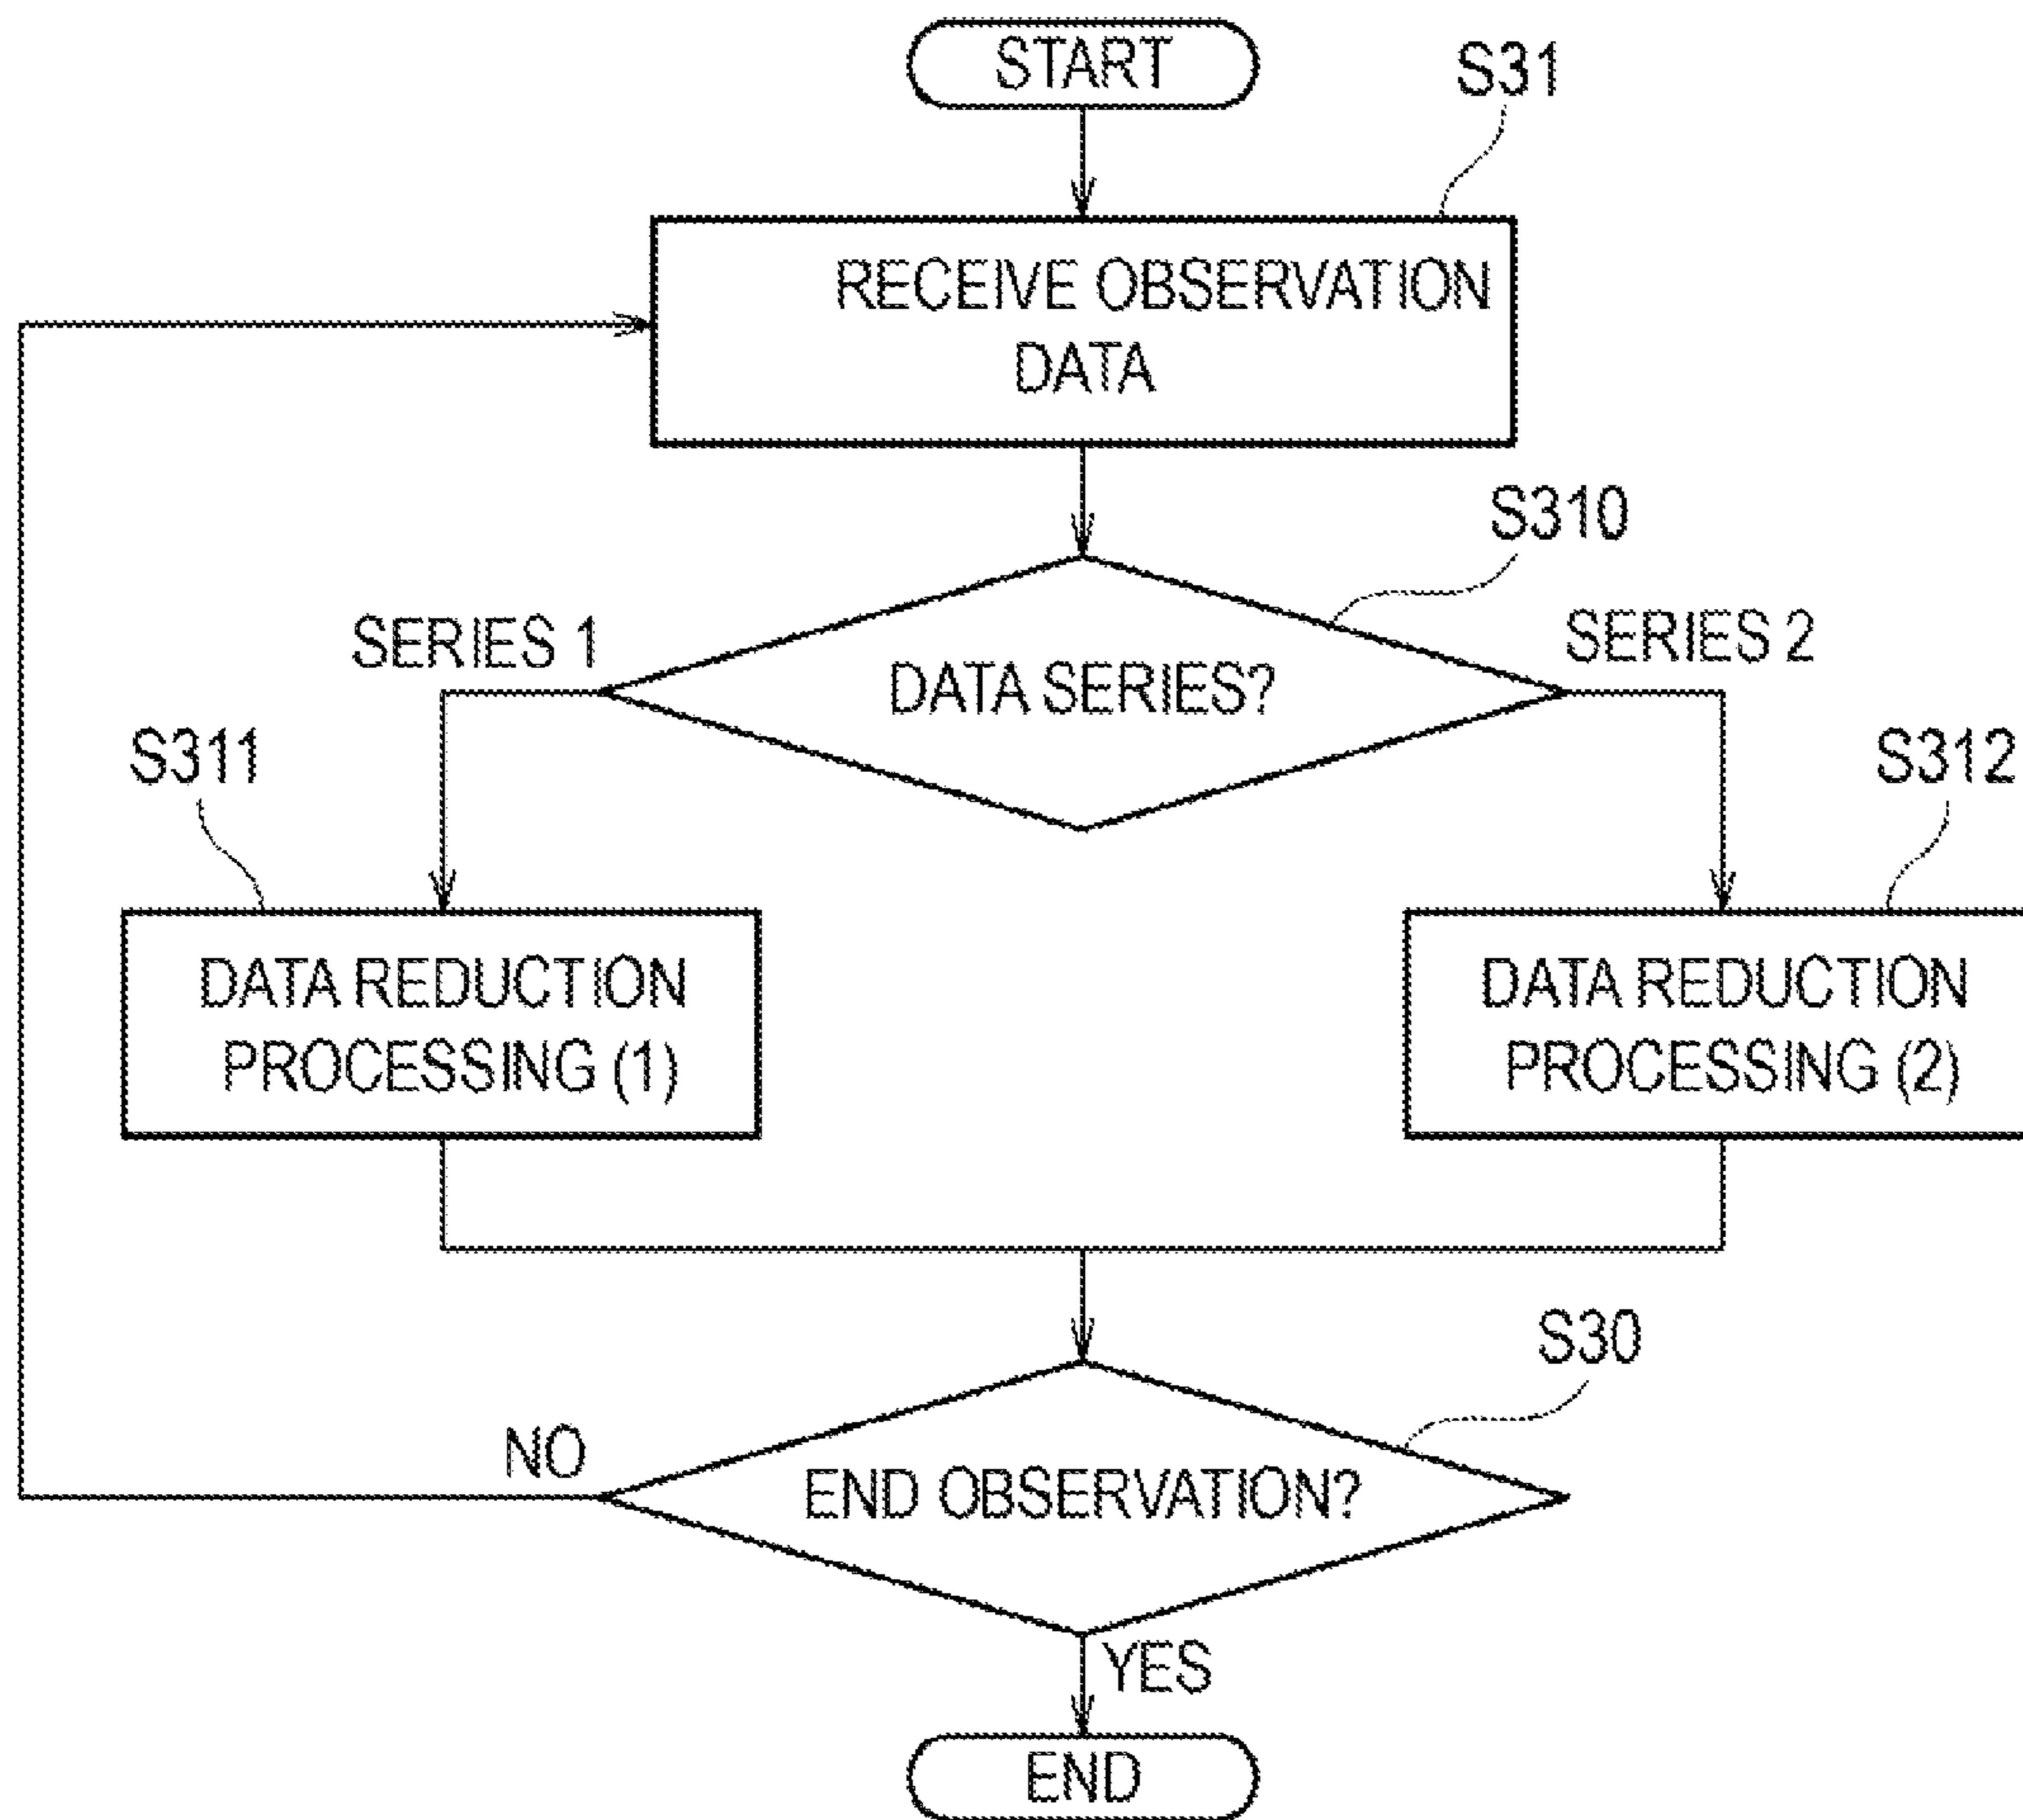 START
S31
RECEIVE OBSERVATION
DATA
S310
SERIES 1
DATA SERIES?
SERIES 2
S311
S312
DATA REDUCTION
PROCESSING (1)
DATA REDUCTION
PROCESSING (2)
S30
NO
END OBSERVATION?
YES
END